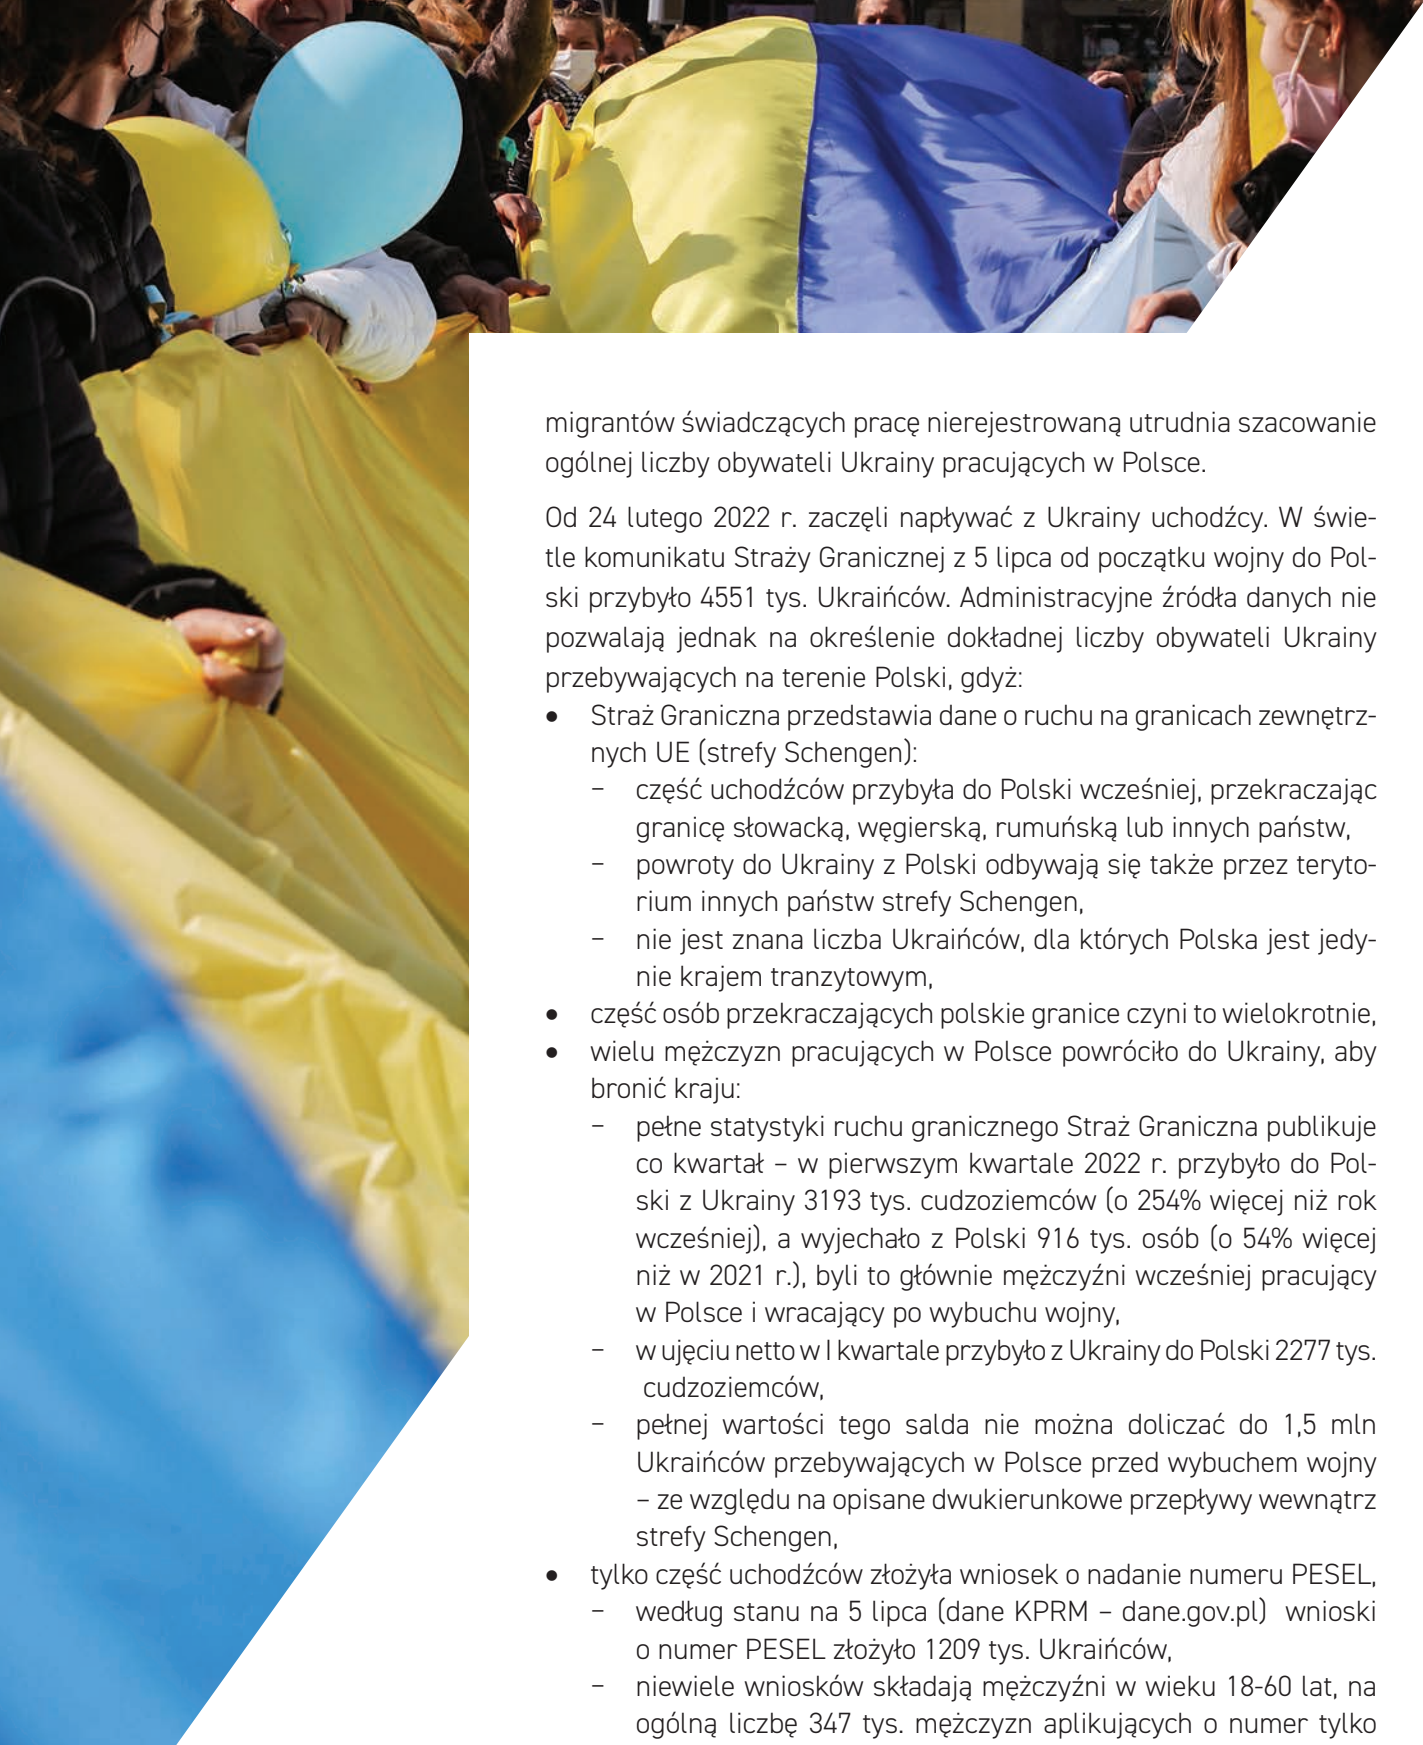 migrantów świadczących pracę nierejestrowaną utrudnia szacowanie
ogólnej liczby obywateli Ukrainy pracujących w Polsce.
Od 24 lutego 2022 r. zaczęli napływać z Ukrainy uchodźcy. W świe-
tle komunikatu Straży Granicznej z 5 lipca od początku wojny do Pol-
ski przybyło 4551 tys. Ukraińców. Administracyjne źródła danych nie
pozwalają jednak na określenie dokładnej liczby obywateli Ukrainy
przebywających na terenie Polski, gdyż:
• Straż Graniczna przedstawia dane o ruchu na granicach zewnętrz-
nych UE (strefy Schengen):
– część uchodźców przybyła do Polski wcześniej, przekraczając
granicę słowacką, węgierską, rumuńską lub innych państw,
– powroty do Ukrainy z Polski odbywają się także przez teryto-
rium innych państw strefy Schengen,
– nie jest znana liczba Ukraińców, dla których Polska jest jedy-
nie krajem tranzytowym,
• część osób przekraczających polskie granice czyni to wielokrotnie,
• wielu mężczyzn pracujących w Polsce powróciło do Ukrainy, aby
bronić kraju:
– pełne statystyki ruchu granicznego Straż Graniczna publikuje
co kwartał – w pierwszym kwartale 2022 r. przybyło do Pol-
ski z Ukrainy 3193 tys. cudzoziemców (o 254% więcej niż rok
wcześniej), a wyjechało z Polski 916 tys. osób (o 54% więcej
niż w 2021 r.), byli to głównie mężczyźni wcześniej pracujący
w Polsce i wracający po wybuchu wojny,
– w ujęciu netto w I kwartale przybyło z Ukrainy do Polski 2277 tys.
cudzoziemców,
– pełnej wartości tego salda nie można doliczać do 1,5 mln
Ukraińców przebywających w Polsce przed wybuchem wojny
– ze względu na opisane dwukierunkowe przepływy wewnątrz
strefy Schengen,
• tylko część uchodźców złożyła wniosek o nadanie numeru PESEL,
– według stanu na 5 lipca (dane KPRM – dane.gov.pl) wnioski
o numer PESEL złożyło 1209 tys. Ukraińców,
– niewiele wniosków składają mężczyźni w wieku 18-60 lat, na
ogólną liczbę 347 tys. mężczyzn aplikujących o numer tylko